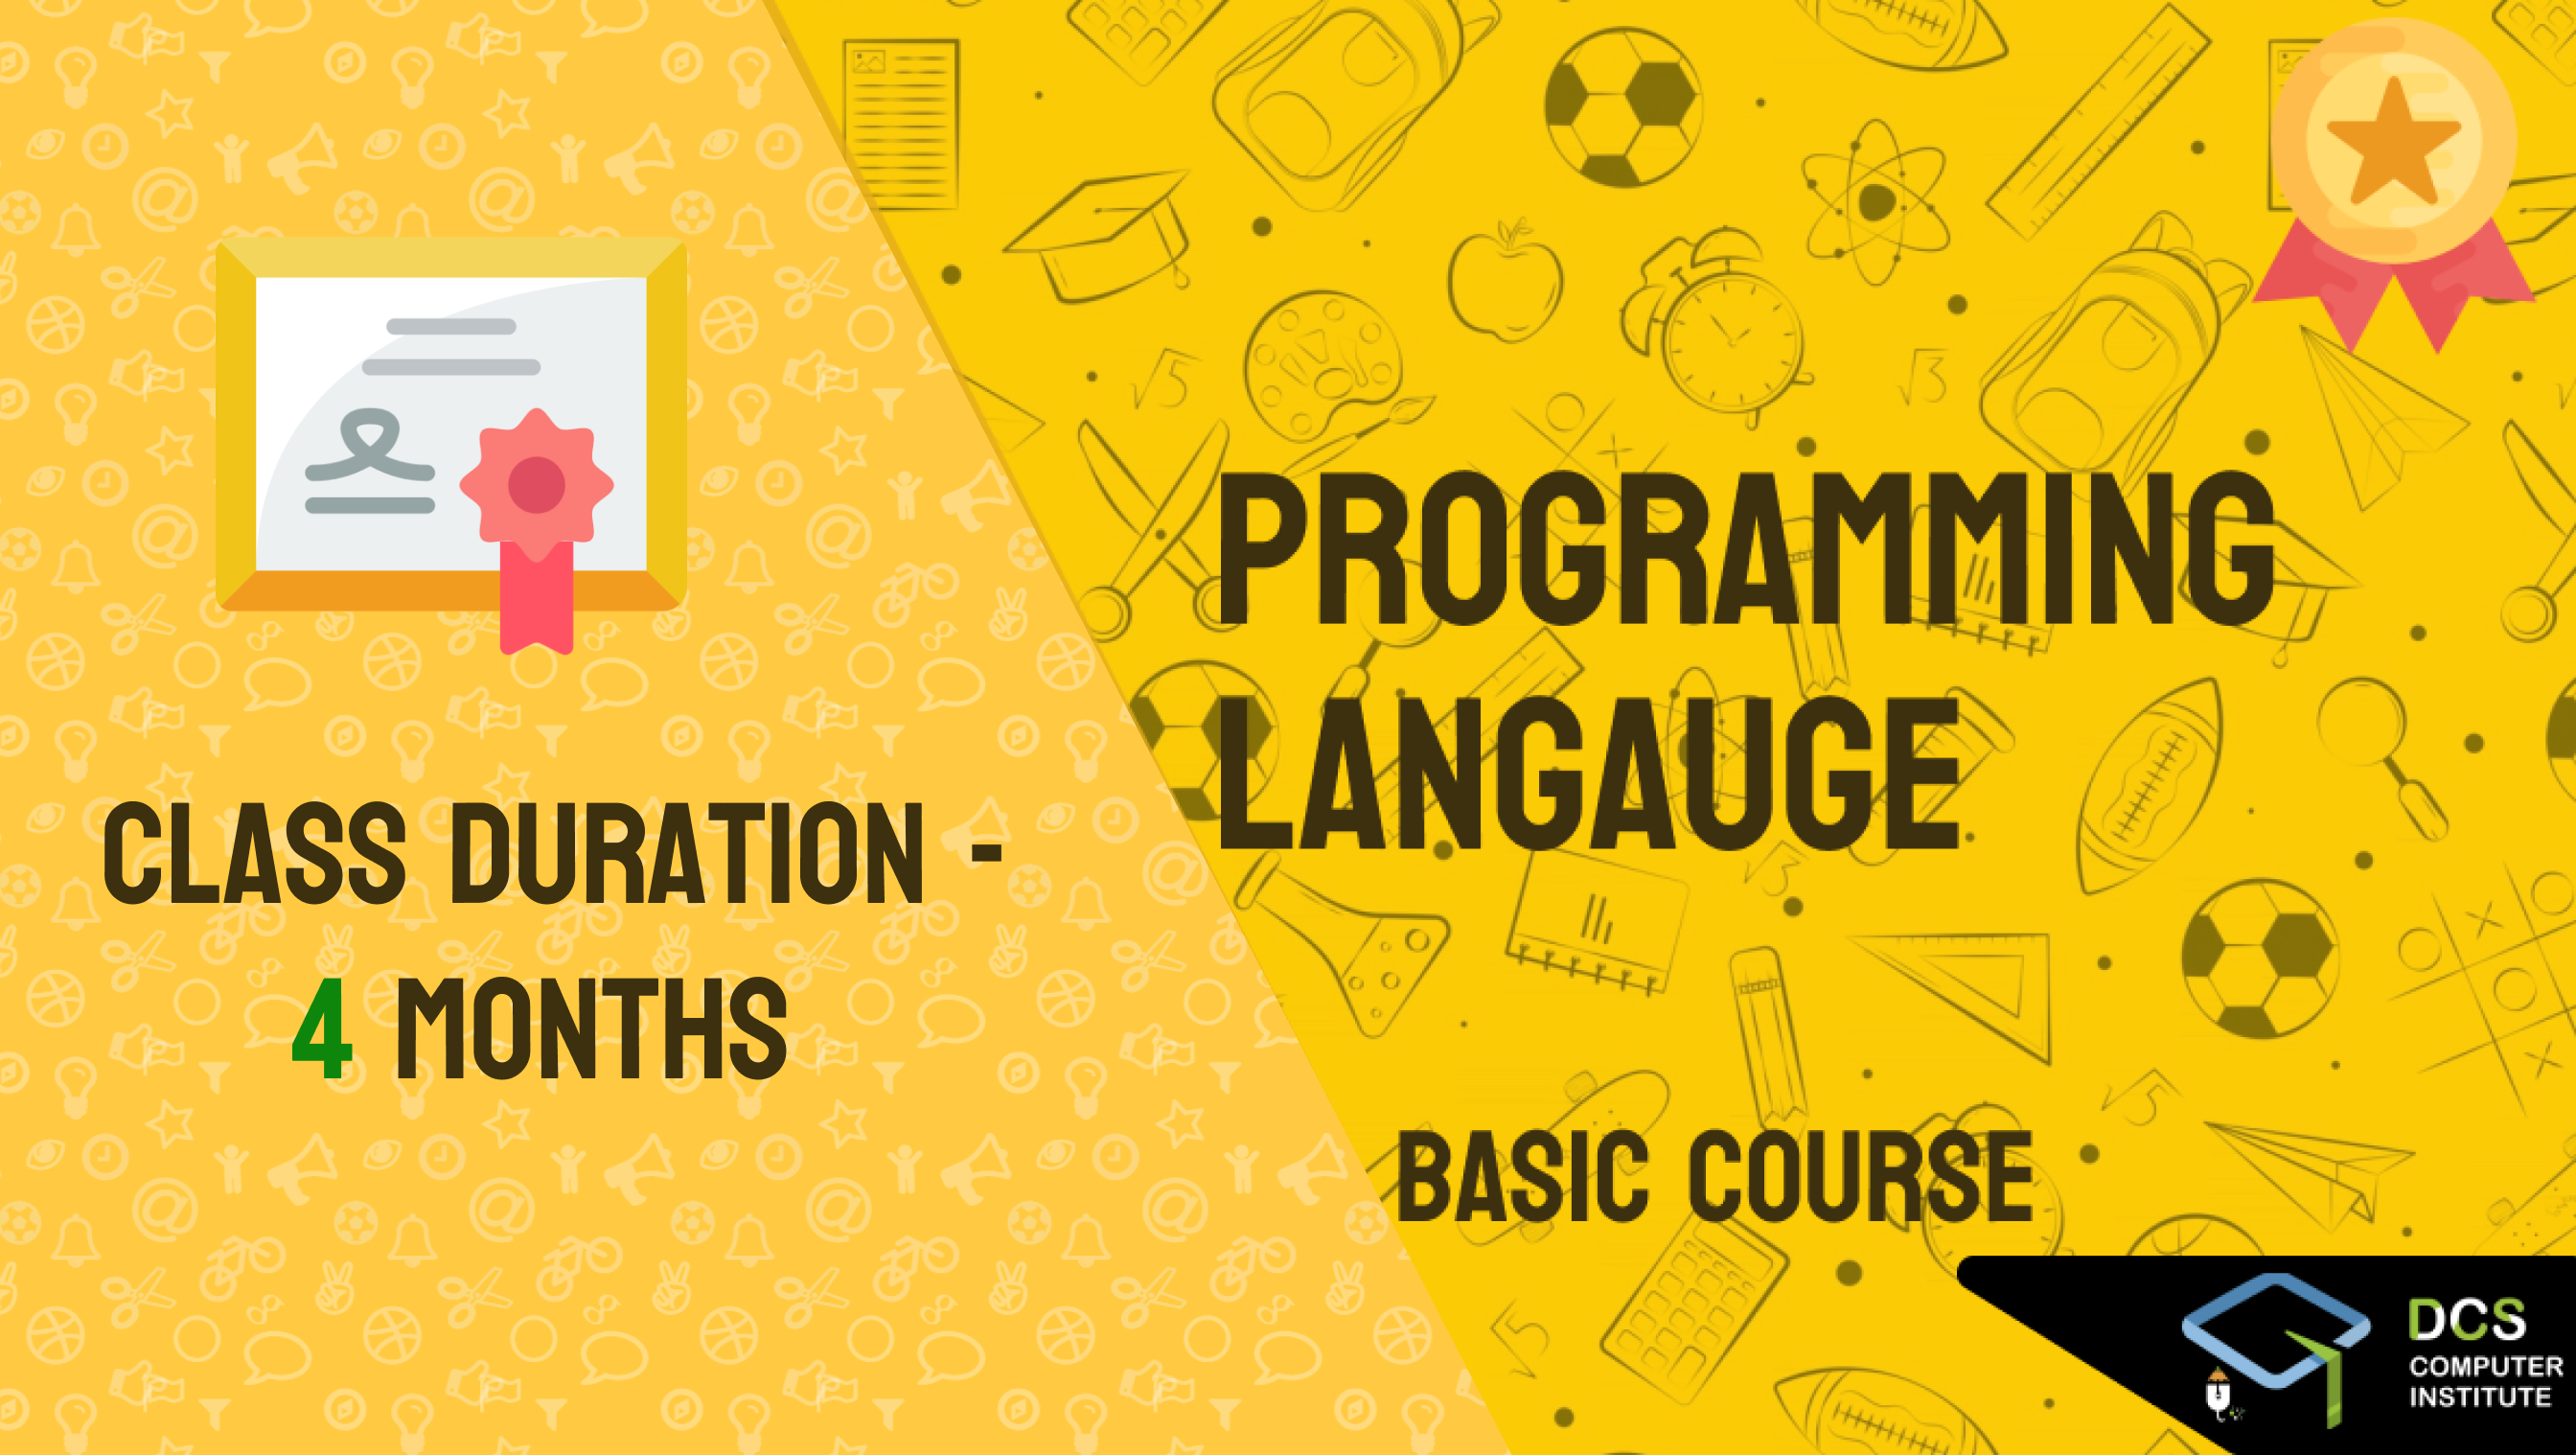 CLASS DURATION -
4 MONTHS
PROGRAMMING
LANGAUGE
BASIC COURSE
DCS
COMPUTER
INSTITUTE